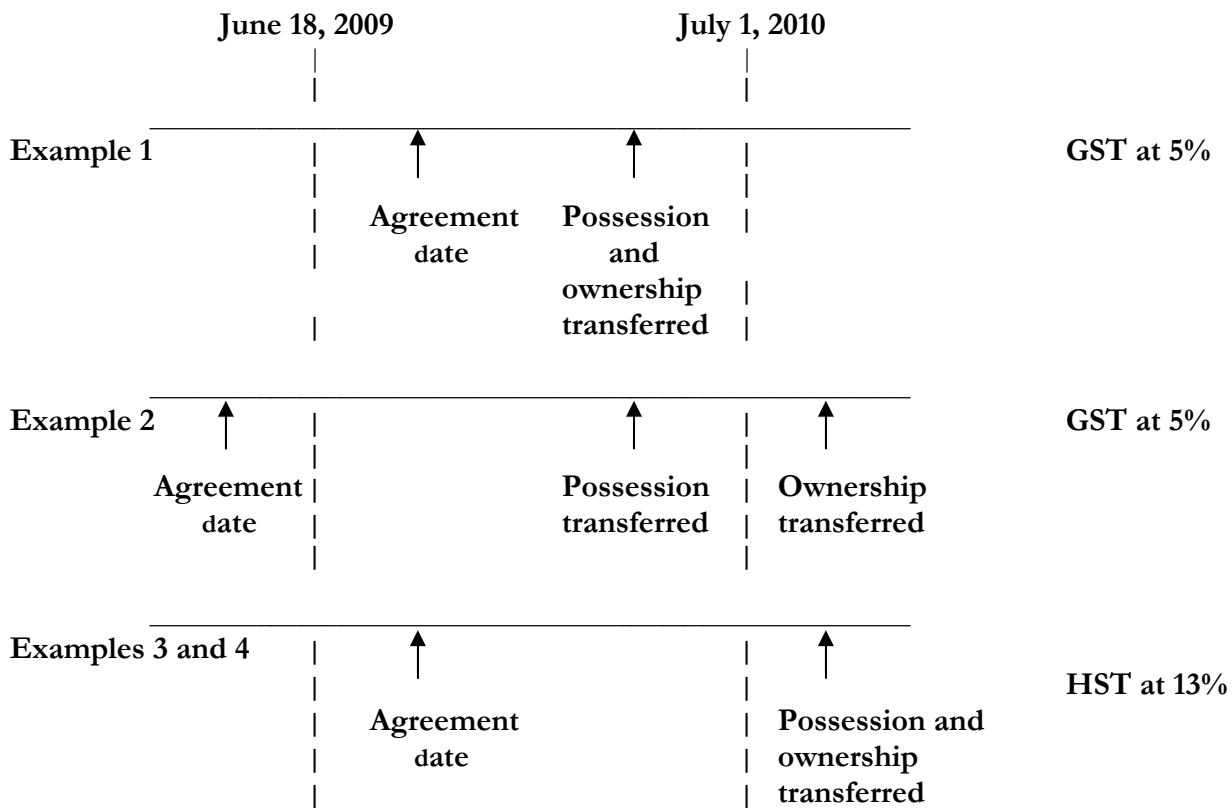 June 18, 2009 July 1, 2010
Example 1 GST at 5%
Agreement Possession
date and
ownership
transferred
Example 2 GST at 5%
Agreement Possession Ownership
date transferred transferred
Examples 3 and 4
HST at 13%
Agreement Possession and
date ownership
transferred